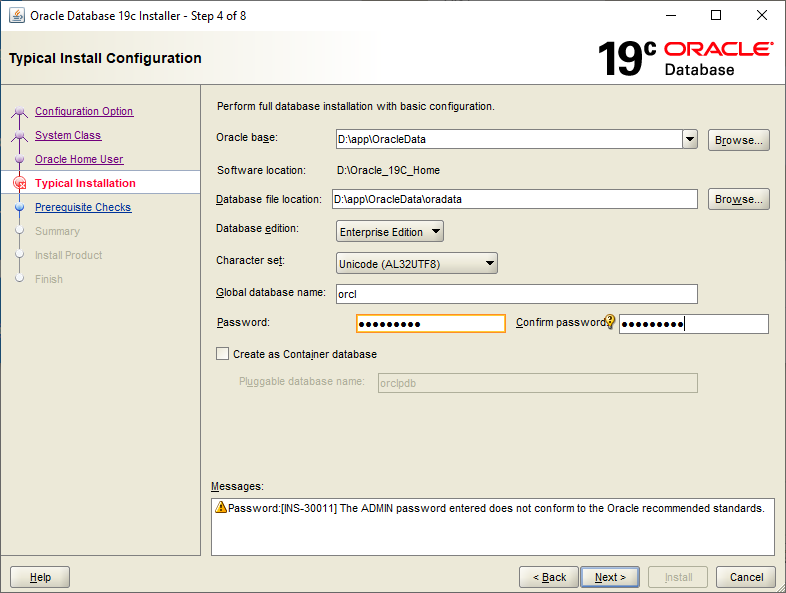 Oracle Database 19c Installer - Step 4 of 8
Typical Install Configuration
19c ORACLE
Database
Configuration Option
System Class
Oracle Home User
Typical Installation
Prerequisite Checks
Summary
Install Product
Finish
Perform full database installation with basic configuration.
Oracle base: D:\app\OracleData Browse...
Software location: D:\Oracle_19C_Home
Database file location: D:\app\OracleData\oradata Browse...
Database edition: Enterprise Edition
Character set: Unicode (AL32UTF8)
Global database name: orcl
Password: ●●●●●●●●● Confirm password: ●●●●●●●●●
Create as Container database
Pluggable database name: orclpdb
Messages:
Password:[INS-30011] The ADMIN password entered does not conform to the Oracle recommended standards.
Help < Back Next > Install Cancel